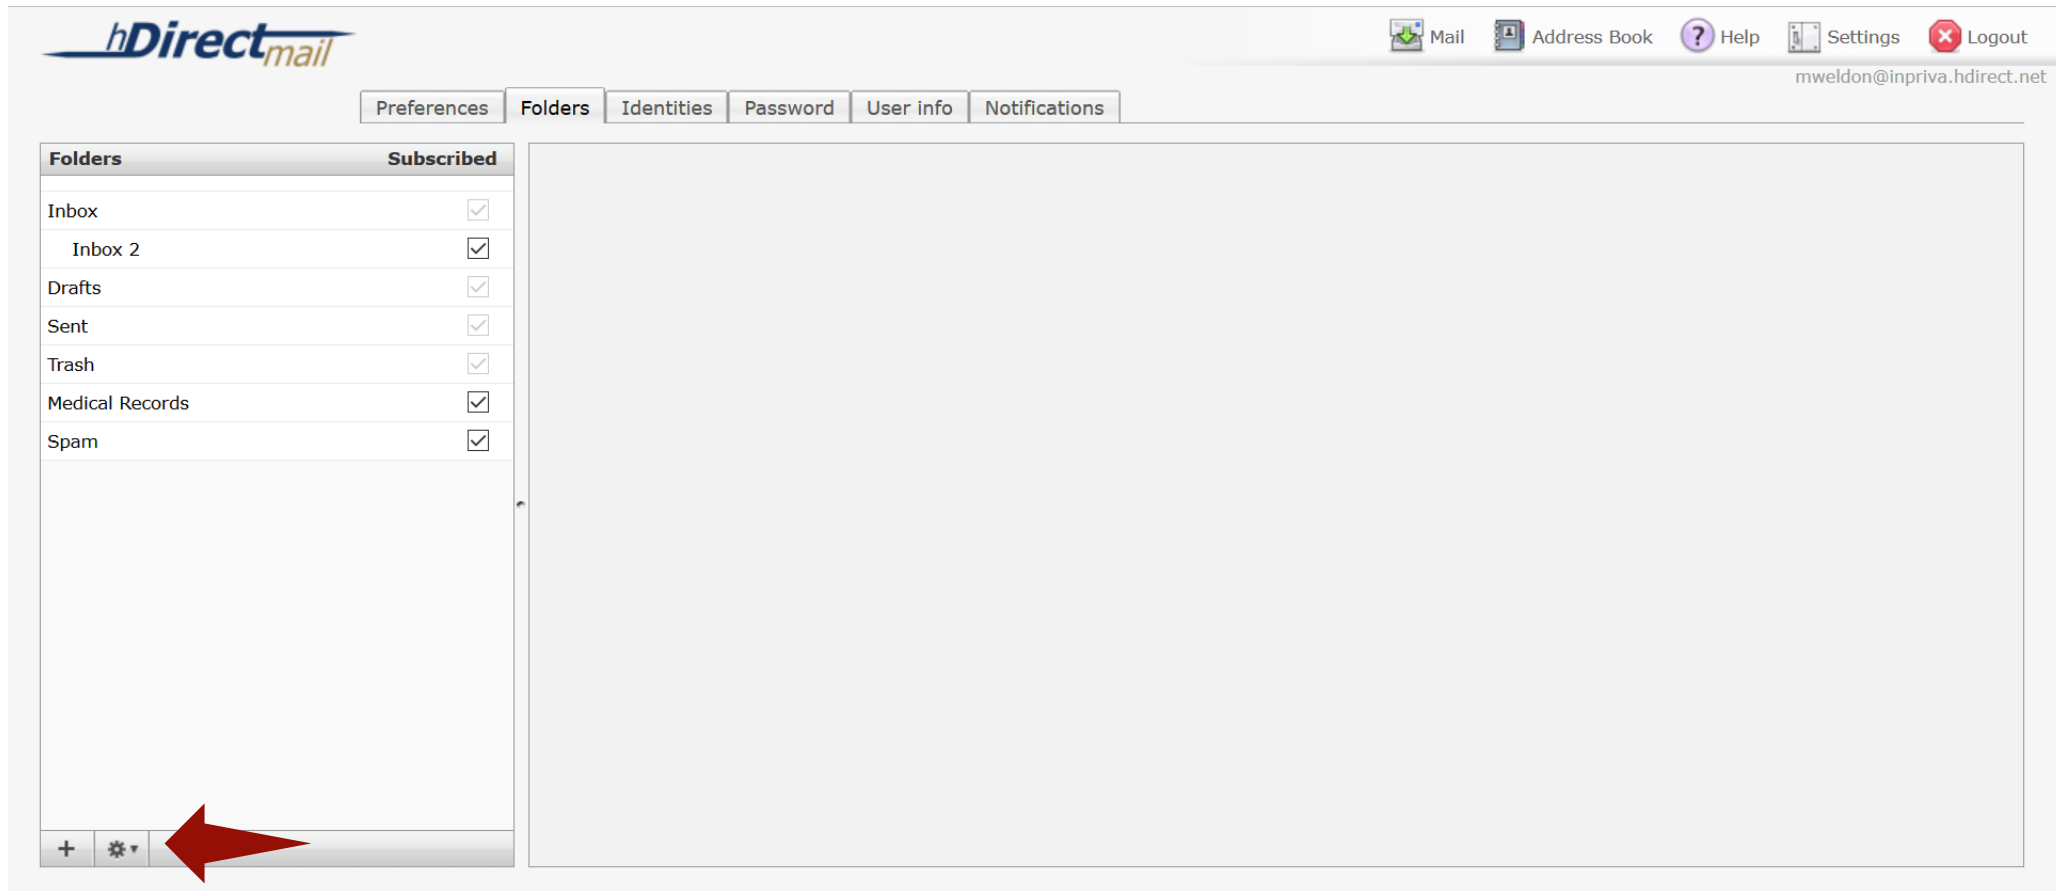 hDirectmail
Mail Address Book ? Help Settings Logout
mweldon@inpriva.hdirect.net
Preferences Folders Identities Password User info Notifications
Folders Subscribed
Inbox
Inbox 2
Drafts
Sent
Trash
Medical Records
Spam
+